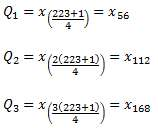 Q₁ = x₍₍₂₂₃₊₁₎/₄₎ = x₅₆
Q₂ = x₍₂₍₂₂₃₊₁₎/₄₎ = x₁₁₂
Q₃ = x₍₃₍₂₂₃₊₁₎/₄₎ = x₁₆₈